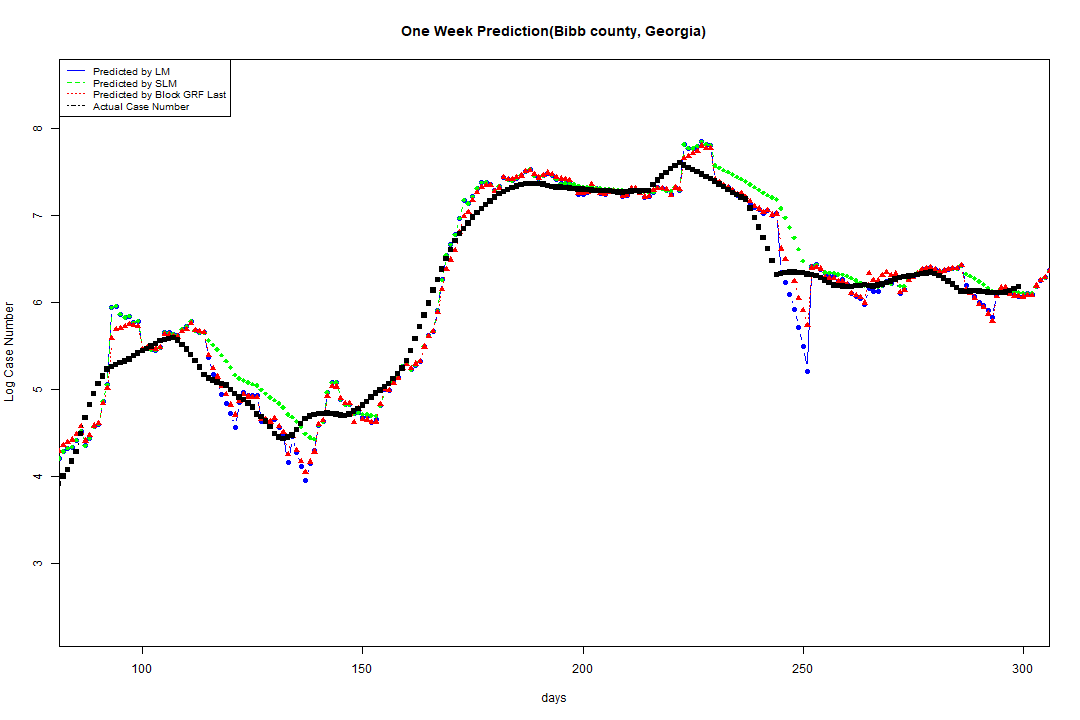 One Week Prediction(Bibb county, Georgia)
Predicted by LM
Predicted by SLM
Predicted by Block GRF Last
Actual Case Number
8
7
6
5
4
3
Log Case Number
100 150 200 250 300
days